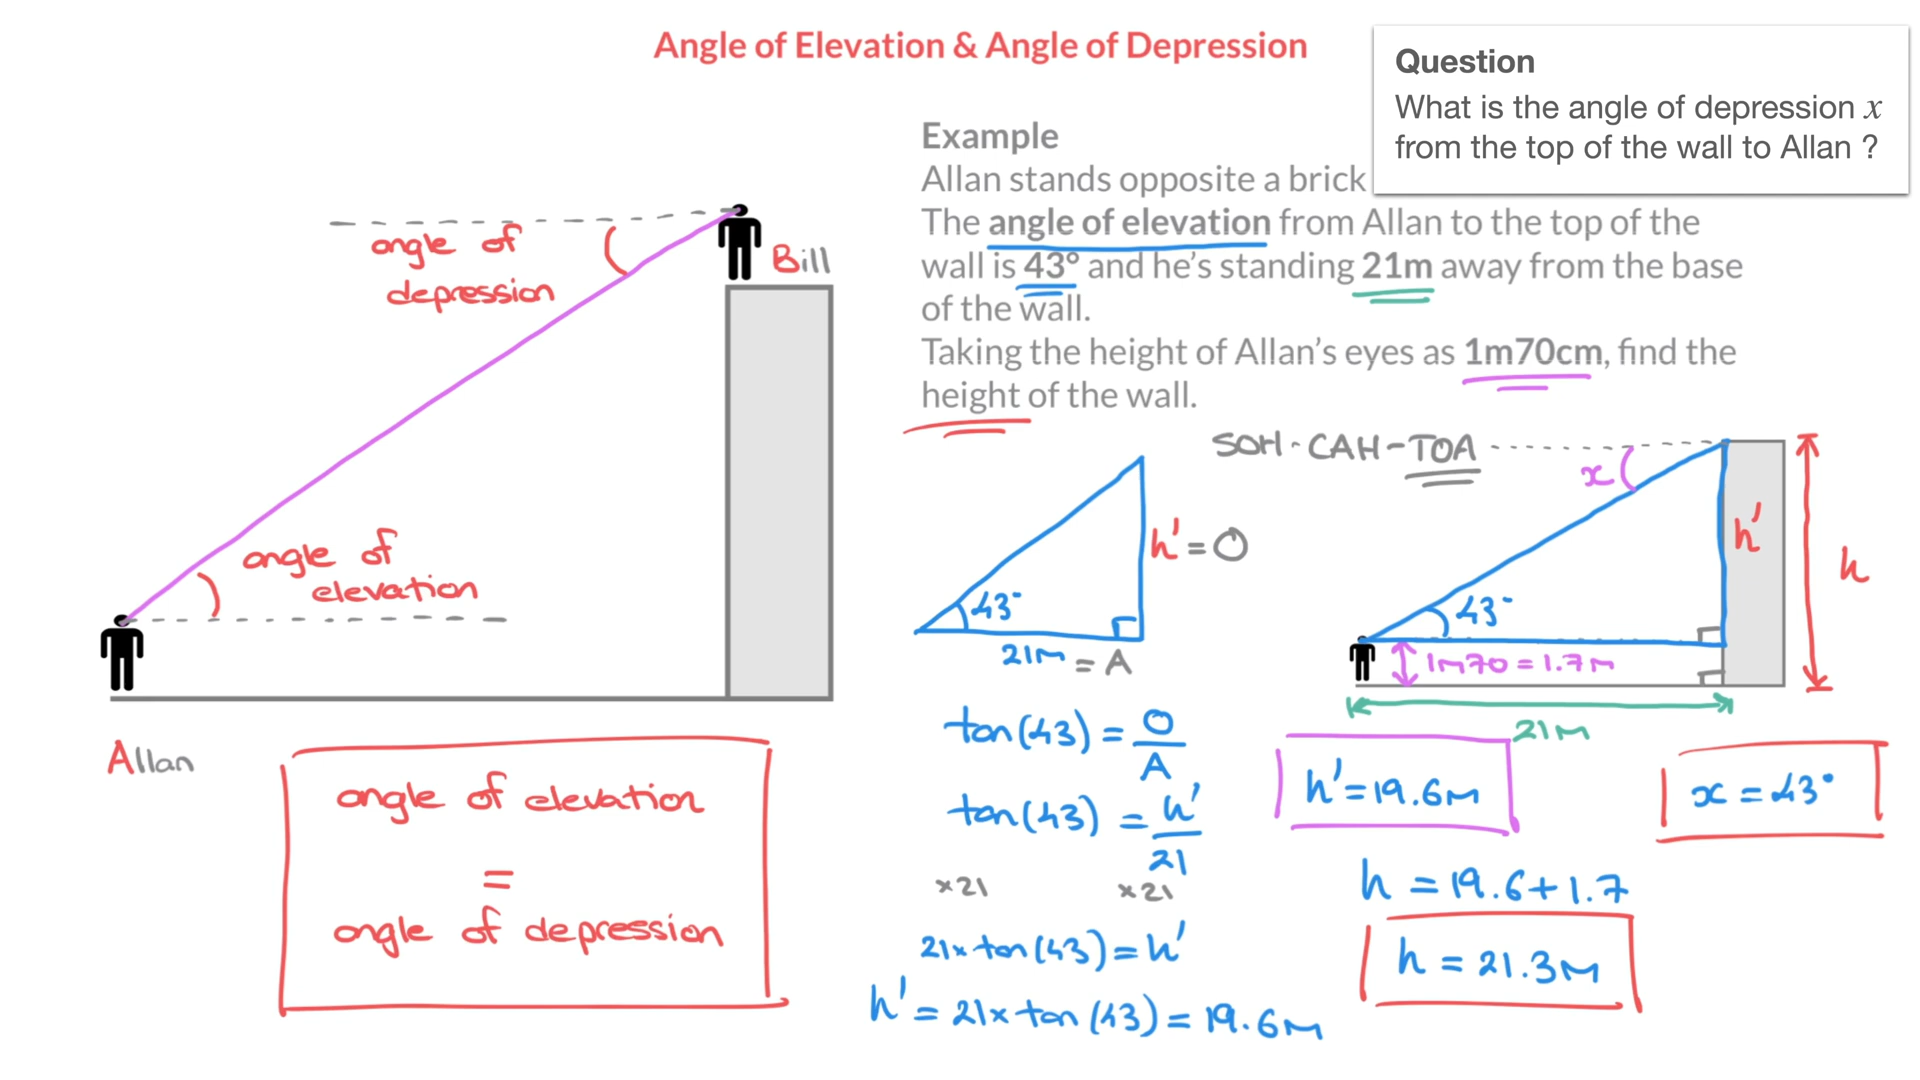 Angle of Elevation & Angle of Depression
Question
What is the angle of depression x
from the top of the wall to Allan ?
Example
Allan stands opposite a brick
The angle of elevation from Allan to the top of the
wall is 43° and he's standing 21m away from the base
of the wall.
Taking the height of Allan's eyes as 1m70cm, find the
height of the wall.
angle of
depression
Bill
angle of
elevation
Allan
angle of elevation
=
angle of depression
SOH-CAH-TOA
h' = O
43°
21m = A
x
h'
h
43°
1m70 = 1.7m
21m
tan(43) = O/A
tan(43) = h'/21
×21 ×21
21× tan(43) = h'
h' = 21× tan(43) = 19.6m
h' = 19.6m
x = 43°
h = 19.6 + 1.7
h = 21.3m